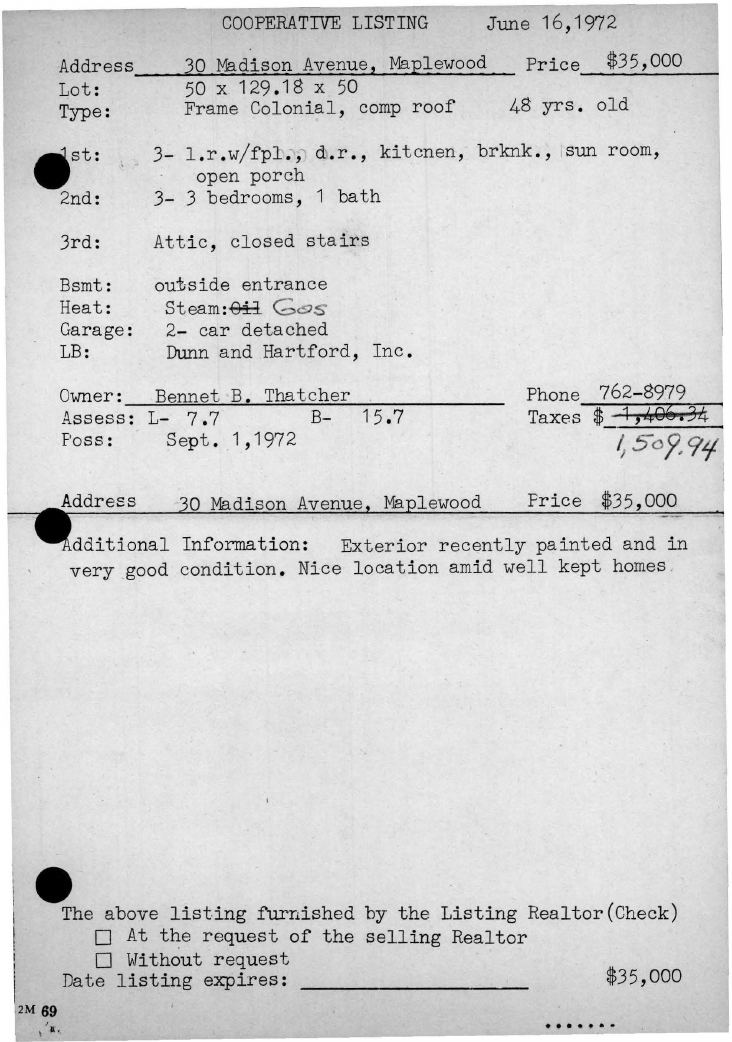 COOPERATIVE LISTING June 16,1972
Address 30 Madison Avenue, Maplewood Price $35,000
Lot: 50 x 129.18 x 50
Type: Frame Colonial, comp roof 48 yrs. old
1st: 3- l.r.w/fpl., d.r., kitcnen, brknk., sun room,
open porch
2nd: 3- 3 bedrooms, 1 bath
3rd: Attic, closed stairs
Bsmt: outside entrance
Heat: Steam:Oil Gas
Garage: 2- car detached
LB: Dunn and Hartford, Inc.
Owner: Bennet B. Thatcher Phone 762-8979
Assess: L- 7.7 B- 15.7 Taxes $ 1,406.34
Poss: Sept. 1,1972 1,509.94
Address 30 Madison Avenue, Maplewood Price $35,000
Additional Information: Exterior recently painted and in
very good condition. Nice location amid well kept homes.
The above listing furnished by the Listing Realtor(Check)
At the request of the selling Realtor
Without request
Date listing expires: $35,000
2M 69